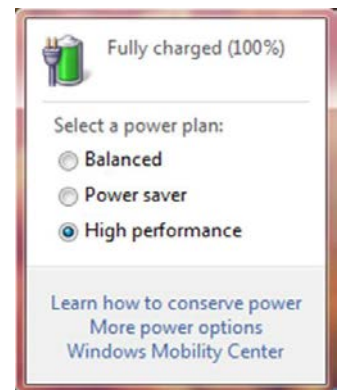 Fully charged (100%)
Select a power plan:
Balanced
Power saver
High performance
Learn how to conserve power
More power options
Windows Mobility Center